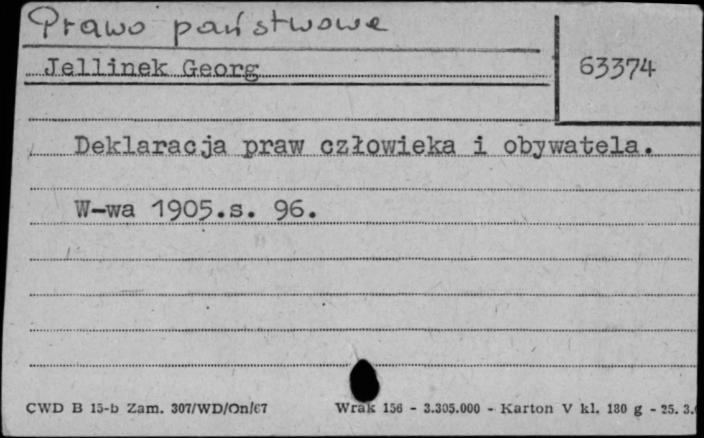 Prawo państwowe
Jellinek Georg
63374
Deklaracja praw człowieka i obywatela.
W-wa 1905.s. 96.
CWD B 15-b Zam. 307/WD/On/67 Wrak 156 - 3.305.000 - Karton V kl. 180 g - 25. 3.